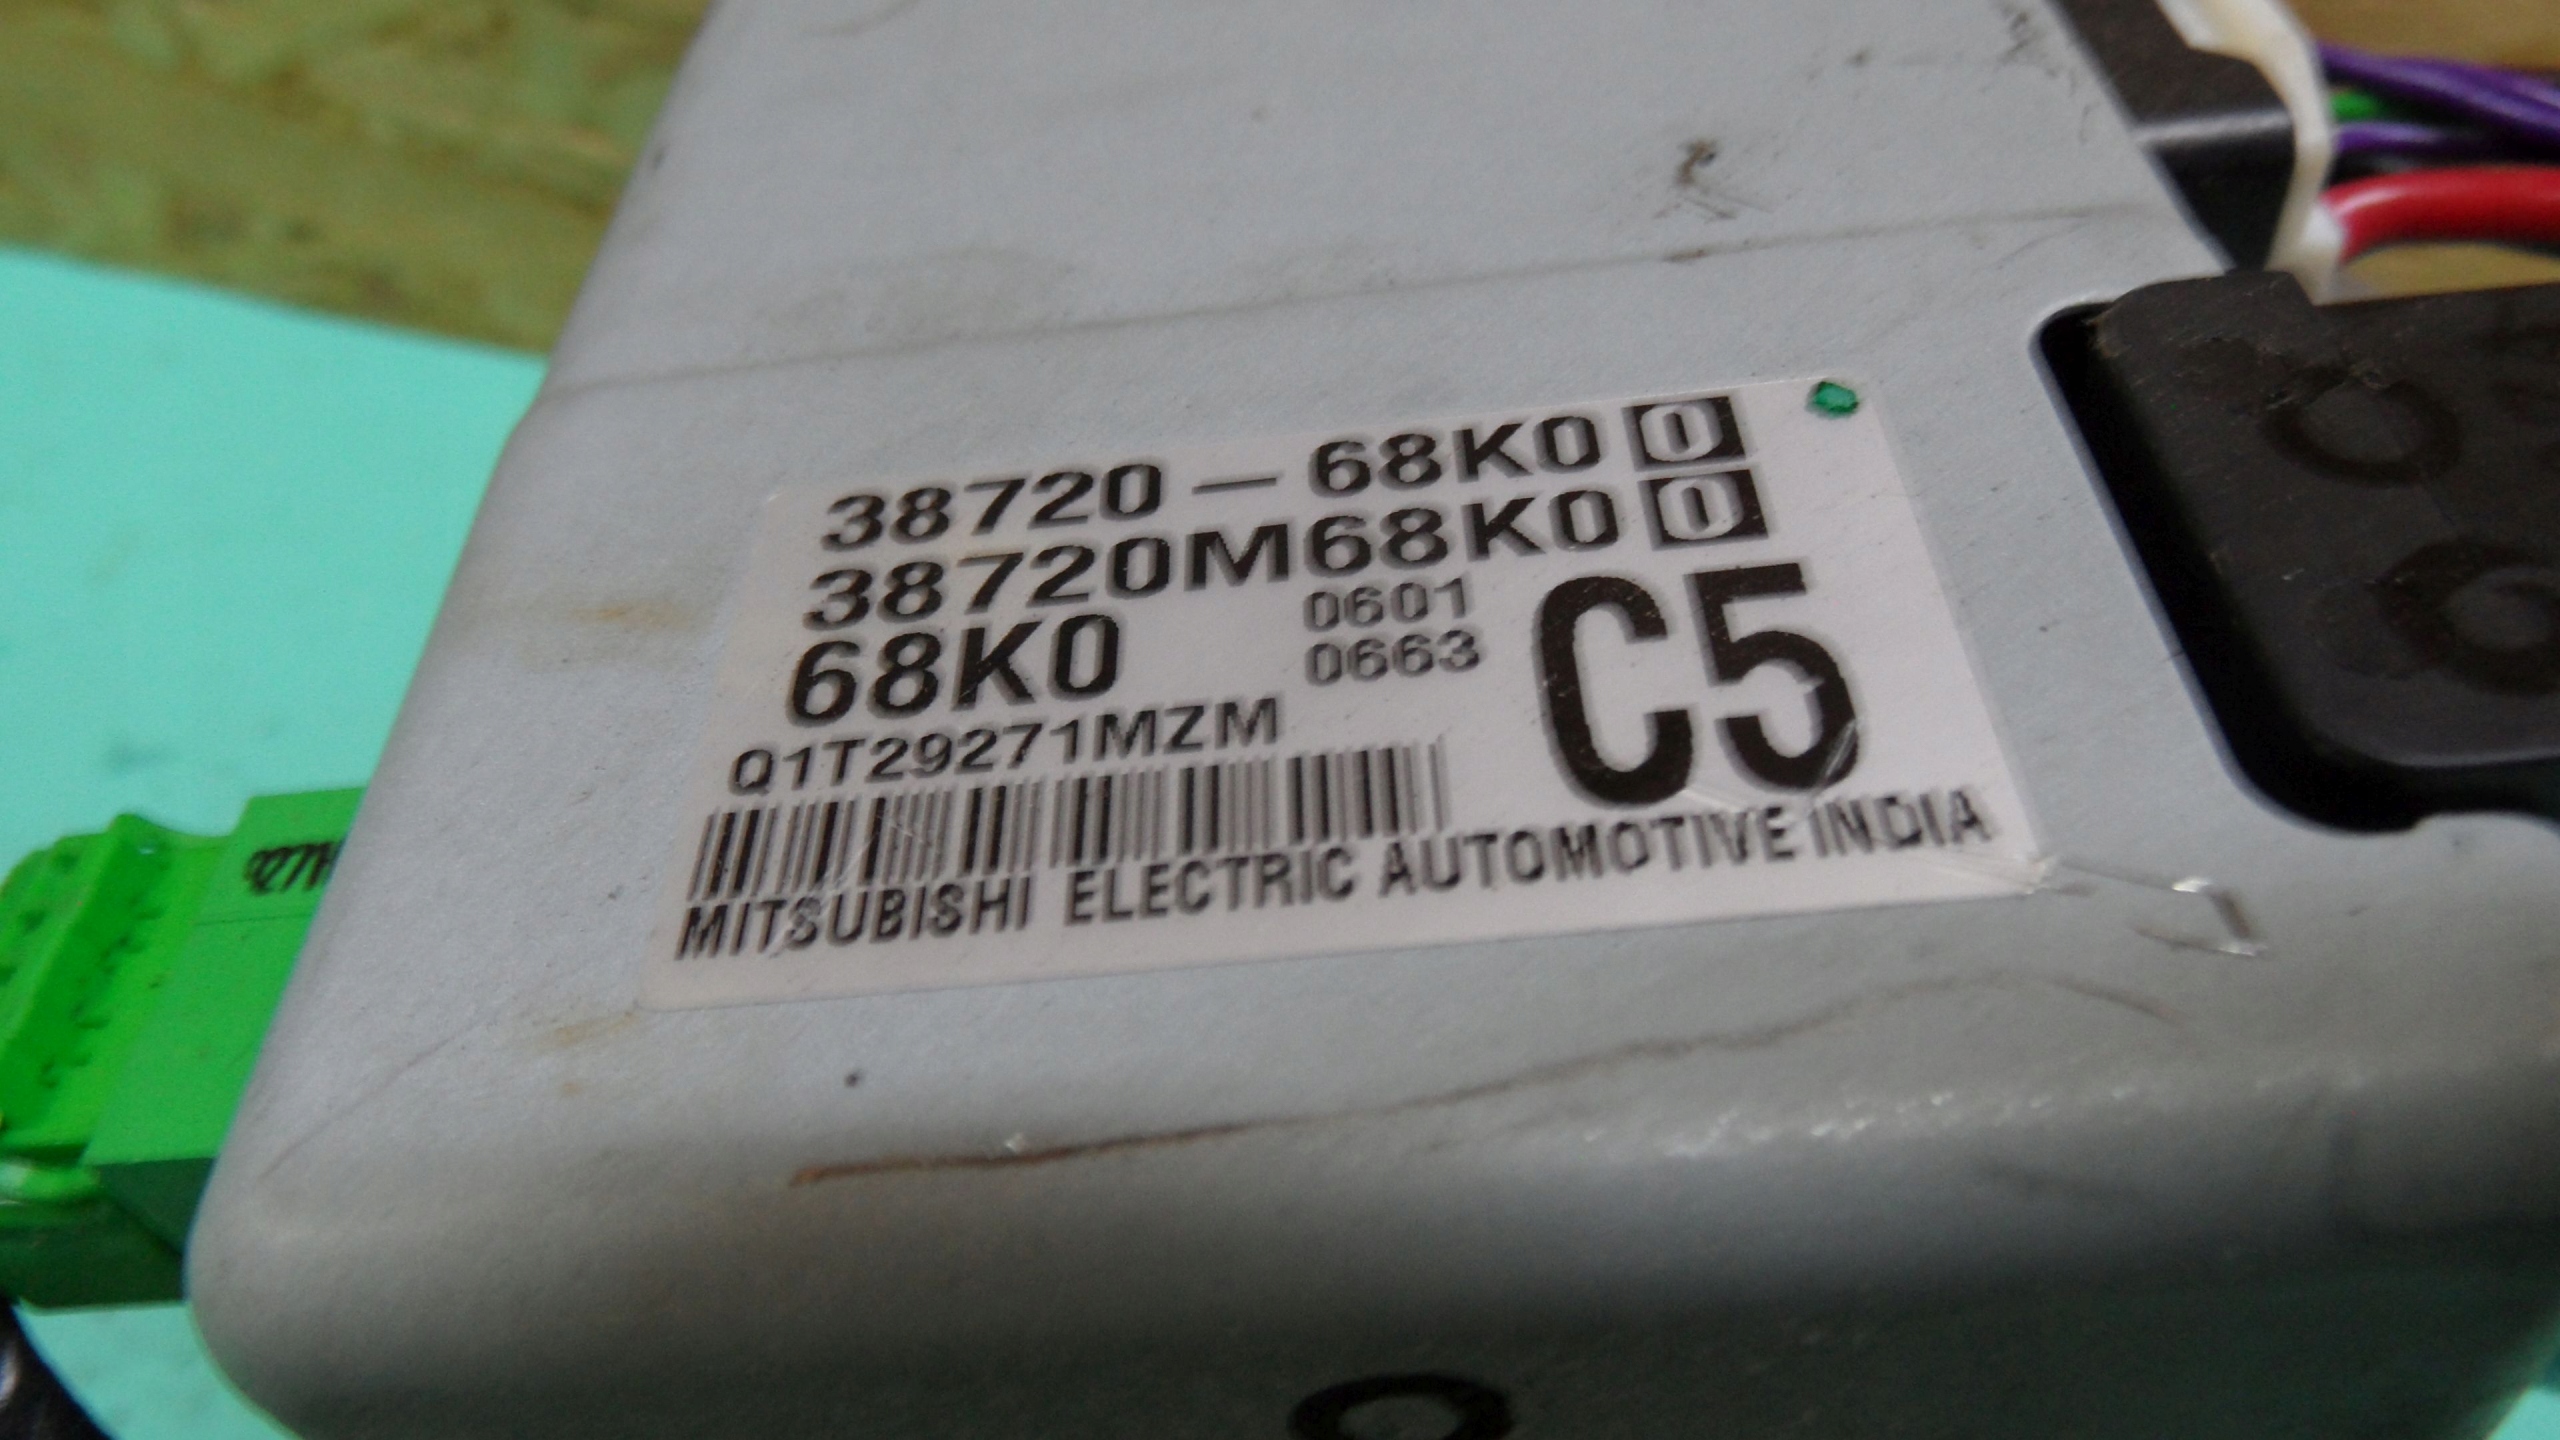 38720-68K00
38720M68K00
68K0
0601
0663
C5
Q1T29271MZM
MITSUBISHI ELECTRIC AUTOMOTIVE INDIA